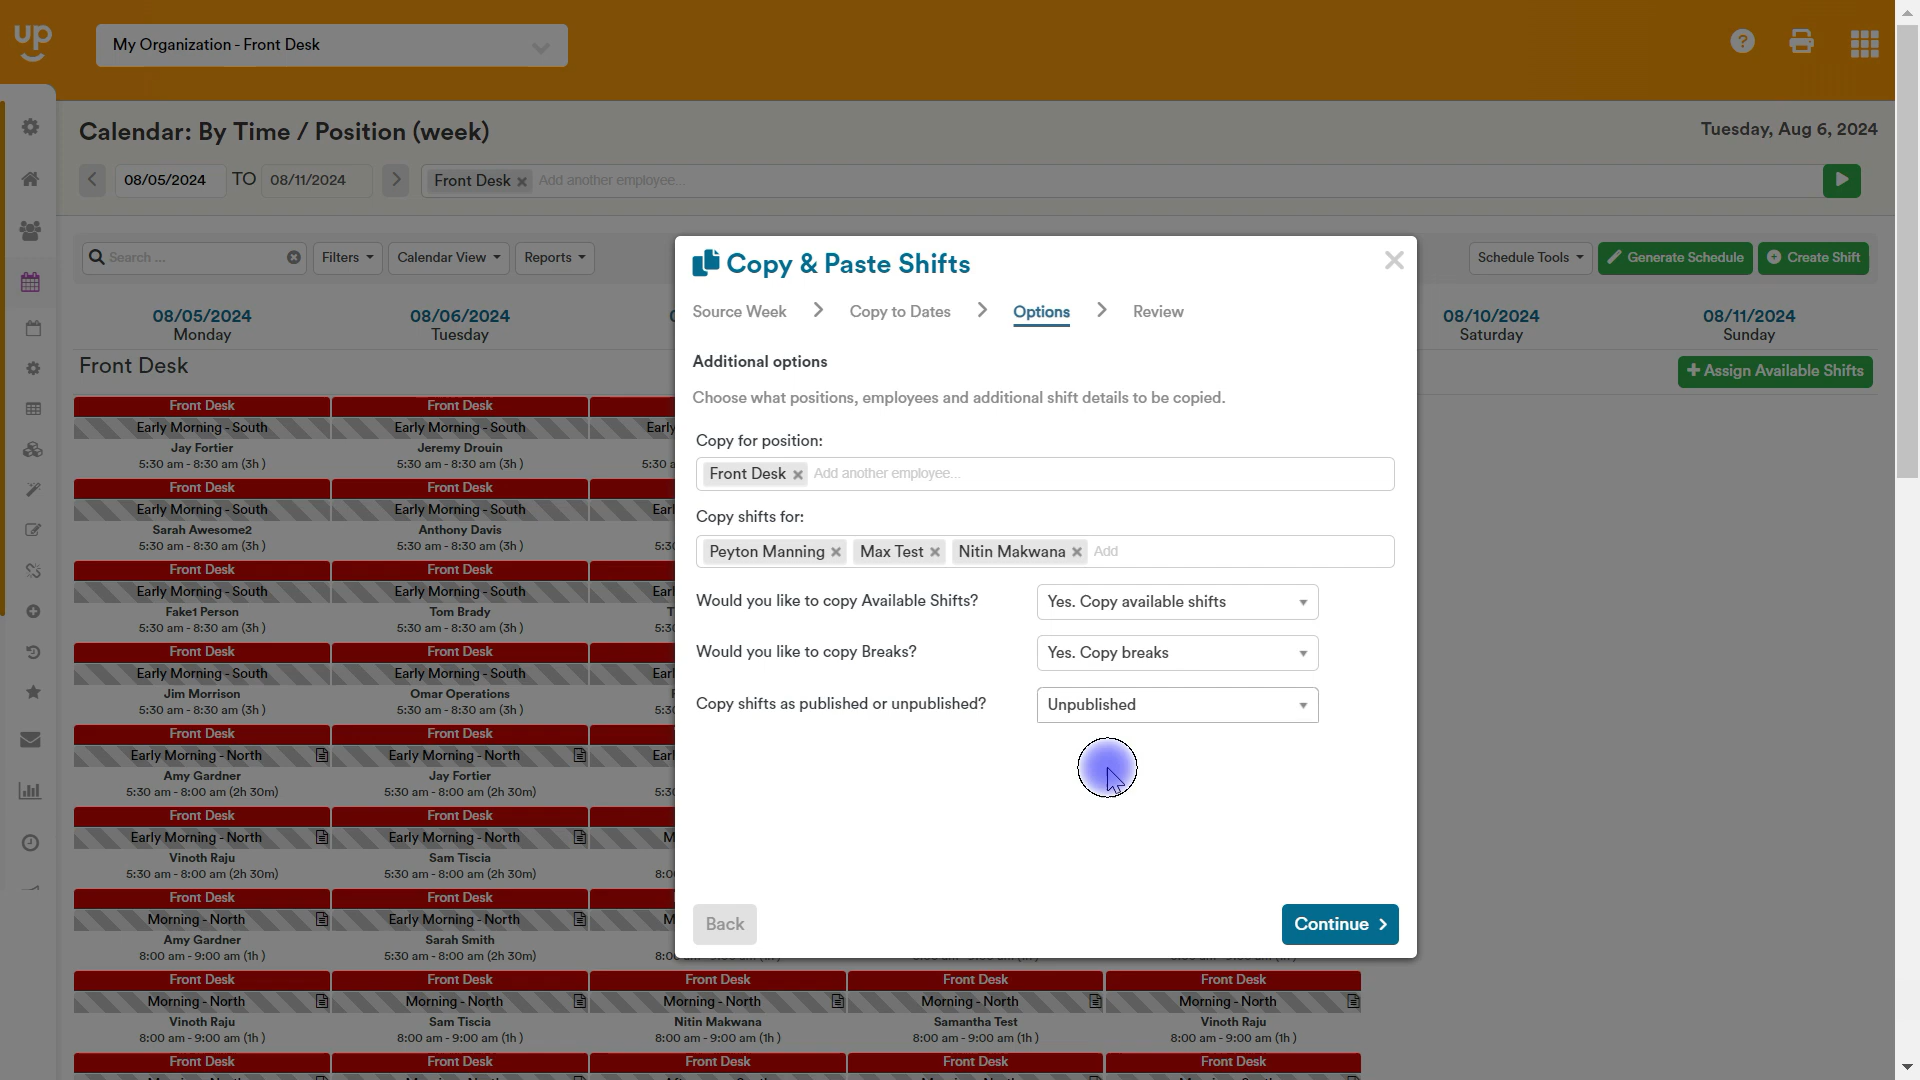 up
My Organization - Front Desk
?
Calendar: By Time / Position (week)
Tuesday, Aug 6, 2024
08/05/2024 TO 08/11/2024
Front Desk × Add another employee...
Search ...
Filters
Calendar View
Reports
Schedule Tools
Generate Schedule
Create Shift
08/05/2024
Monday
08/06/2024
Tuesday
08/10/2024
Saturday
08/11/2024
Sunday
Front Desk
+ Assign Available Shifts
Copy & Paste Shifts
Source Week > Copy to Dates > Options > Review
Additional options
Choose what positions, employees and additional shift details to be copied.
Copy for position:
Front Desk × Add another employee...
Copy shifts for:
Peyton Manning × Max Test × Nitin Makwana × Add
Would you like to copy Available Shifts? Yes. Copy available shifts
Would you like to copy Breaks? Yes. Copy breaks
Copy shifts as published or unpublished? Unpublished
Back
Continue >
Front Desk Front Desk
Early Morning - South Early Morning - South Early
Jay Fortier Jeremy Drouin
5:30 am - 8:30 am (3h ) 5:30 am - 8:30 am (3h ) 5:30 a
Front Desk Front Desk
Early Morning - South Early Morning - South Earl
Sarah Awesome2 Anthony Davis
5:30 am - 8:30 am (3h ) 5:30 am - 8:30 am (3h ) 5:3
Front Desk Front Desk
Early Morning - South Early Morning - South Earl
Fake1 Person Tom Brady T
5:30 am - 8:30 am (3h ) 5:30 am - 8:30 am (3h ) 5:30
Front Desk Front Desk
Early Morning - South Early Morning - South Earl
Jim Morrison Omar Operations
5:30 am - 8:30 am (3h ) 5:30 am - 8:30 am (3h ) 5:30
Front Desk Front Desk
Early Morning - North Early Morning - North Earl
Amy Gardner Jay Fortier
5:30 am - 8:00 am (2h 30m) 5:30 am - 8:00 am (2h 30m) 5:30
Front Desk Front Desk
Early Morning - North Early Morning - North M
Vinoth Raju Sam Tiscia
5:30 am - 8:00 am (2h 30m) 5:30 am - 8:00 am (2h 30m) 8:0
Front Desk Front Desk
Morning - North Early Morning - North M
Amy Gardner Sarah Smith
8:00 am - 9:00 am (1h ) 5:30 am - 8:00 am (2h 30m) 8:0
Front Desk Front Desk Front Desk Front Desk Front Desk
Morning - North Morning - North Morning - North Morning - North Morning - North
Vinoth Raju Sam Tiscia Nitin Makwana Samantha Test Vinoth Raju
8:00 am - 9:00 am (1h ) 8:00 am - 9:00 am (1h ) 8:00 am - 9:00 am (1h ) 8:00 am - 9:00 am (1h ) 8:00 am - 9:00 am (1h )
Front Desk Front Desk Front Desk Front Desk Front Desk